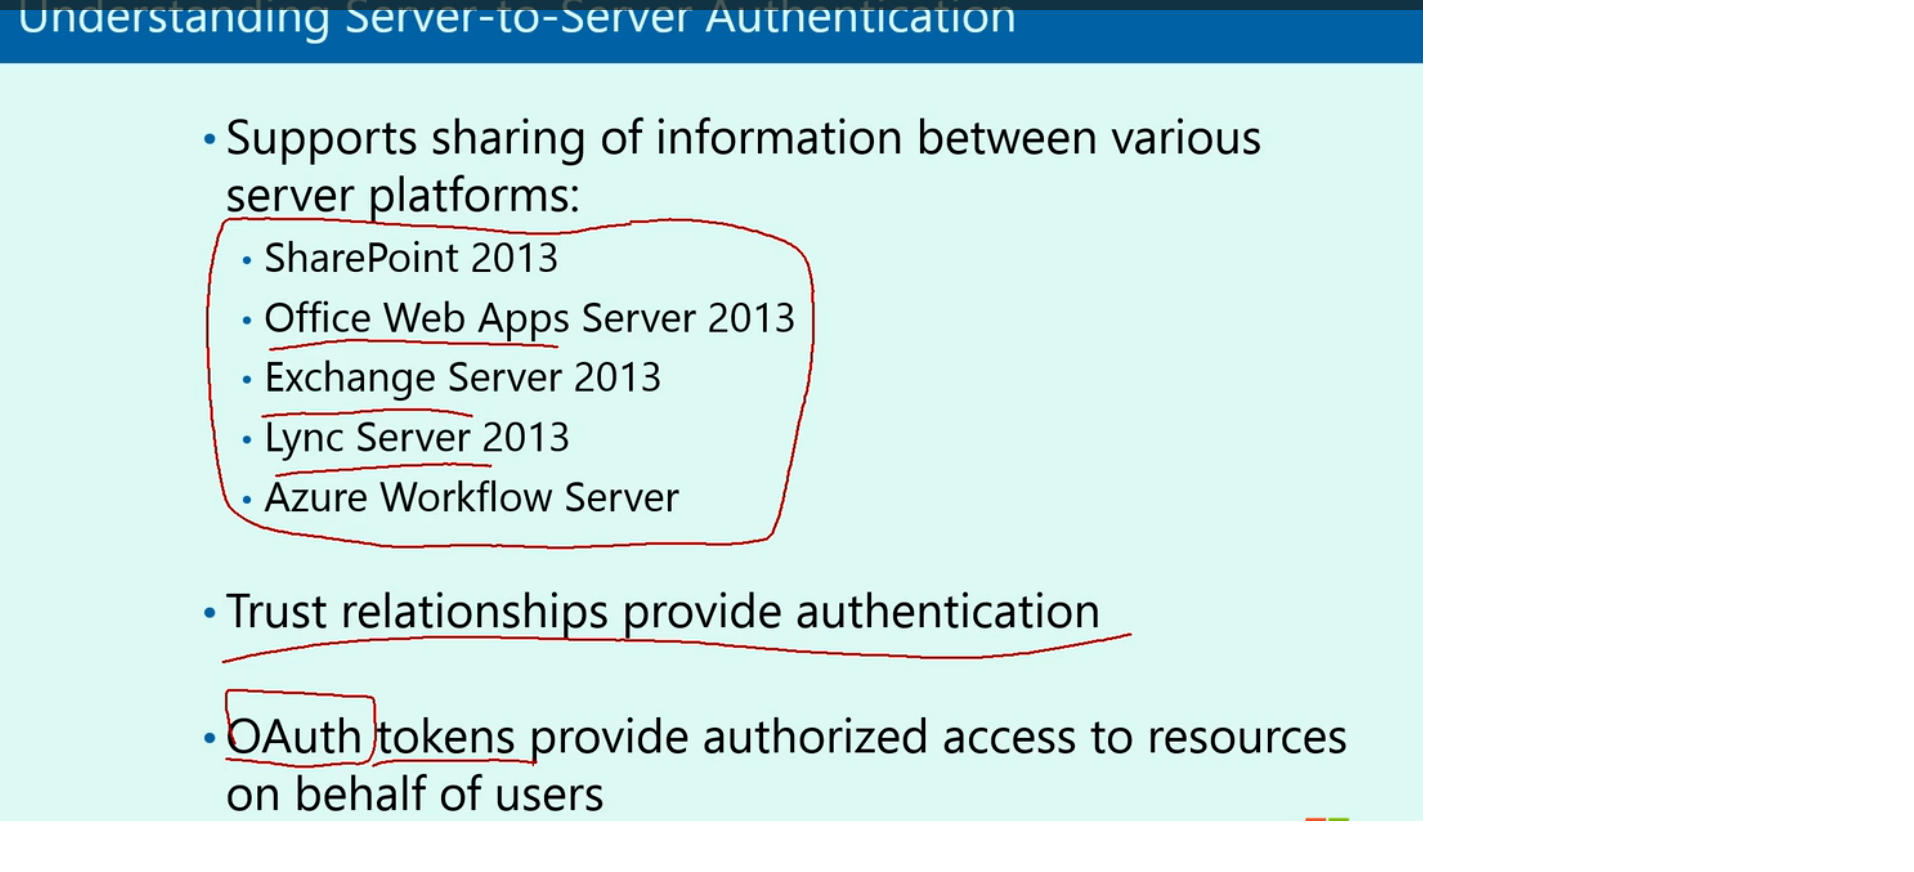 Understanding Server-to-Server Authentication
• Supports sharing of information between various
server platforms:
• SharePoint 2013
• Office Web Apps Server 2013
• Exchange Server 2013
• Lync Server 2013
• Azure Workflow Server
• Trust relationships provide authentication
• OAuth tokens provide authorized access to resources
on behalf of users